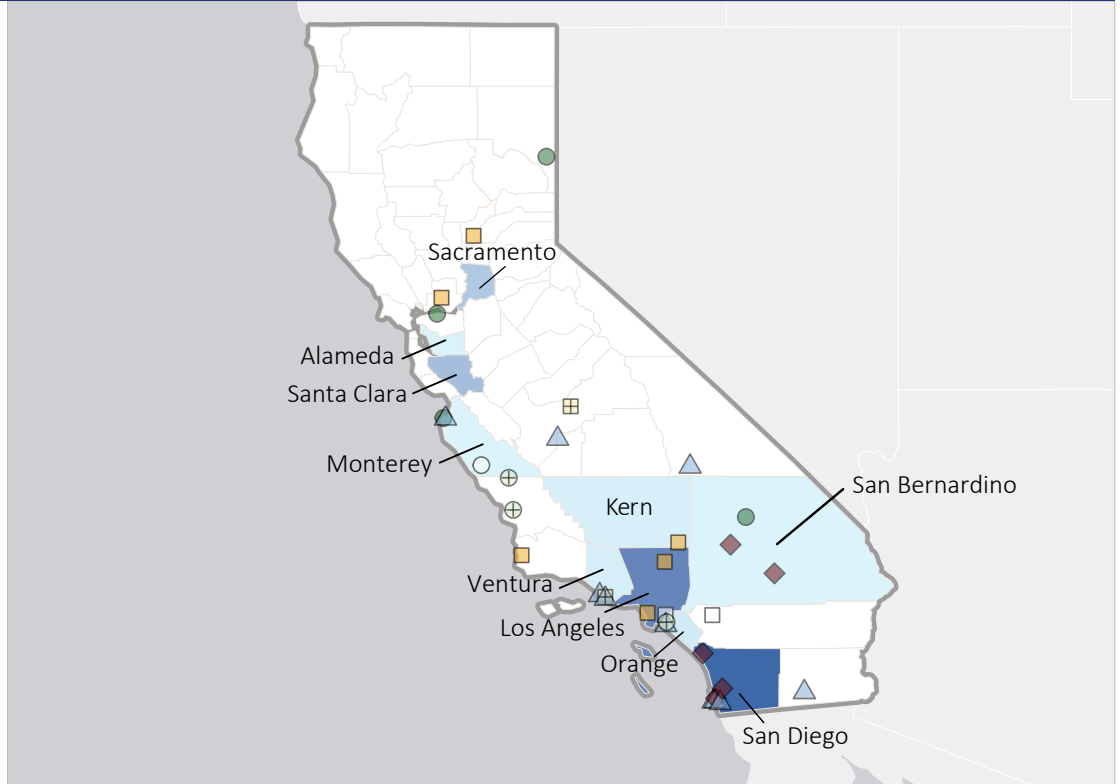 Sacramento
Alameda
Santa Clara
Monterey
San Bernardino
Kern
Ventura
Los Angeles
Orange
San Diego